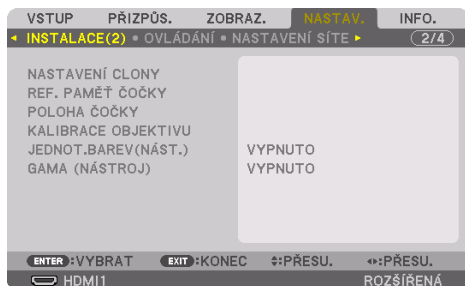 VSTUP PŘIZPŮS. ZOBRAZ. NASTAV. INFO.
INSTALACE(2) • OVLÁDÁNÍ • NASTAVENÍ SÍTE 2/4
NASTAVENÍ CLONY
REF. PAMĚŤ ČOČKY
POLOHA ČOČKY
KALIBRACE OBJEKTIVU
JEDNOT.BAREV(NÁST.) VYPNUTO
GAMA (NÁSTROJ) VYPNUTO
ENTER :VYBRAT EXIT :KONEC :PŘESU. :PŘESU.
HDMI1 ROZŠÍŘENÁ